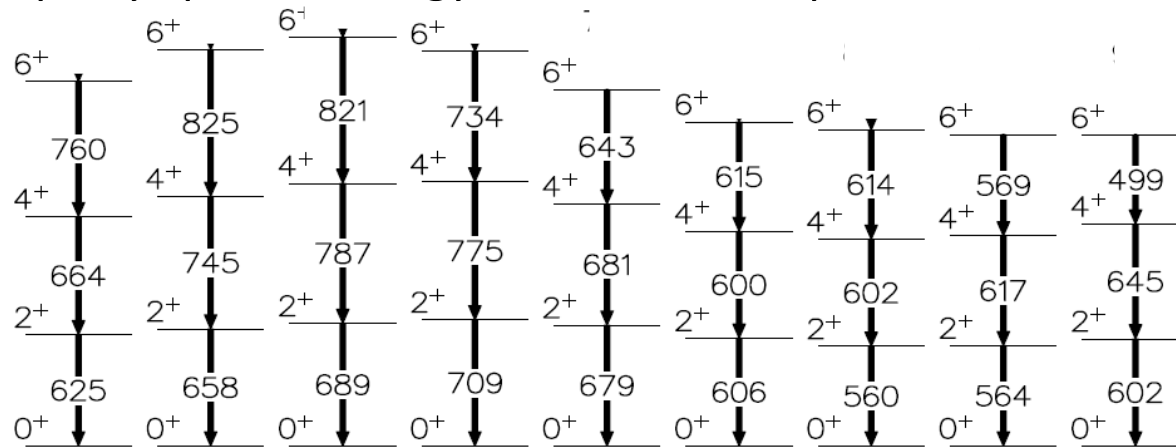 6+ 6+ 6+ 6+ 6+ 6+ 6+ 6+ 6+
760 825 821 734 643 615 614 569 499
4+ 4+ 4+ 4+ 4+ 4+ 4+ 4+ 4+
664 745 787 775 681 600 602 617 645
2+ 2+ 2+ 2+ 2+ 2+ 2+ 2+ 2+
625 658 689 709 679 606 560 564 602
0+ 0+ 0+ 0+ 0+ 0+ 0+ 0+ 0+